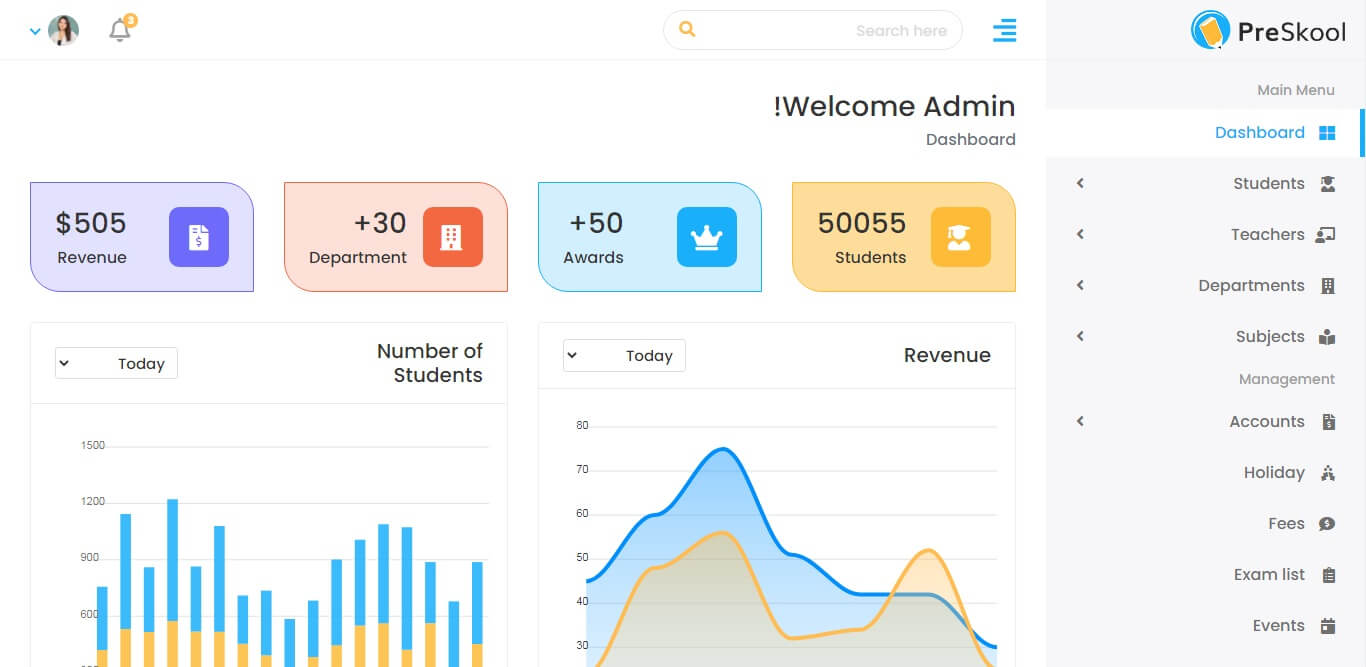 3
Search here
PreSkool
Main Menu
Dashboard
Students
Teachers
Departments
Subjects
Management
Accounts
Holiday
Fees
Exam list
Events
!Welcome Admin
Dashboard
50055
Students
+50
Awards
+30
Department
$505
Revenue
Revenue
Today
80
70
60
50
40
30
Number of
Students
Today
1500
1200
900
600